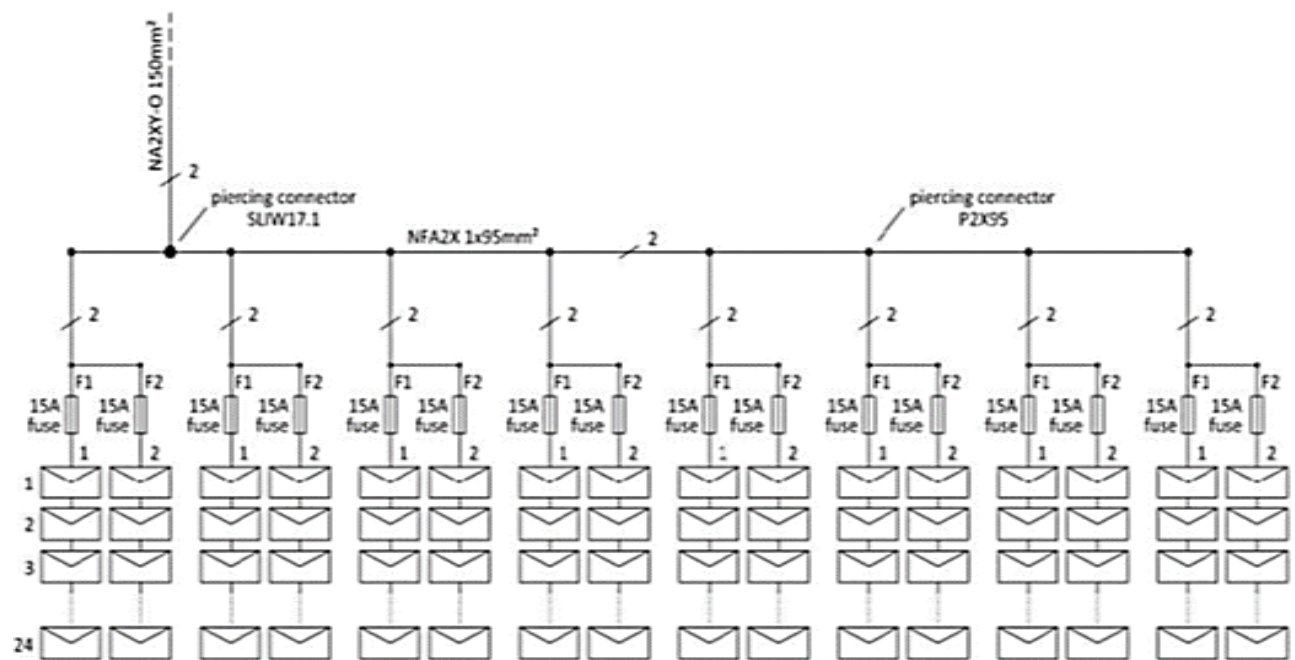 NA2XY-O 150mm²
2
piercing connector
SLIW17.1
piercing connector
P2X95
NFA2X 1x95mm²
2
2 2 2 2 2 2 2 2
F1 F2 F1 F2 F1 F2 F1 F2 F1 F2 F1 F2 F1 F2 F1 F2
15A 15A 15A 15A 15A 15A 15A 15A 15A 15A 15A 15A 15A 15A 15A 15A
fuse fuse fuse fuse fuse fuse fuse fuse fuse fuse fuse fuse fuse fuse fuse fuse
1 2 1 2 1 2 1 2 1 2 1 2 1 2 1 2
1
2
3
24